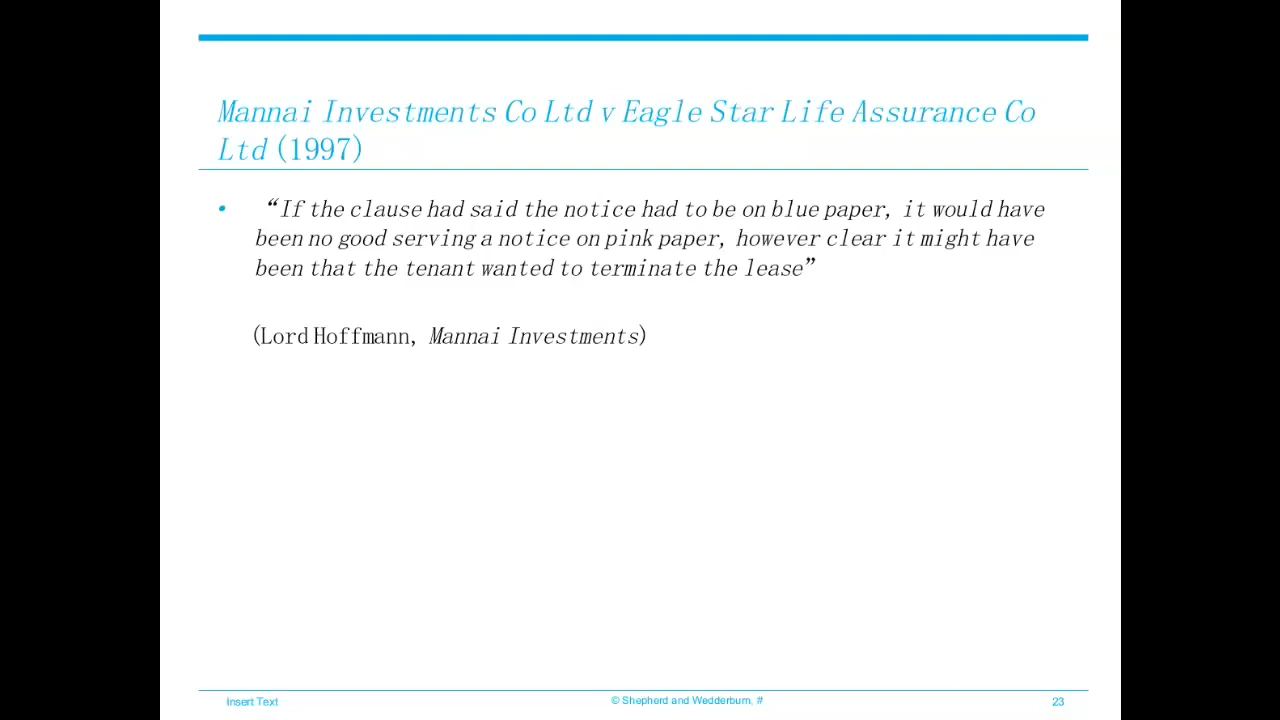 Mannai Investments Co Ltd v Eagle Star Life Assurance Co
Ltd (1997)
• “If the clause had said the notice had to be on blue paper, it would have
been no good serving a notice on pink paper, however clear it might have
been that the tenant wanted to terminate the lease”
(Lord Hoffmann, Mannai Investments)
Insert Text
© Shepherd and Wedderburn, #
23